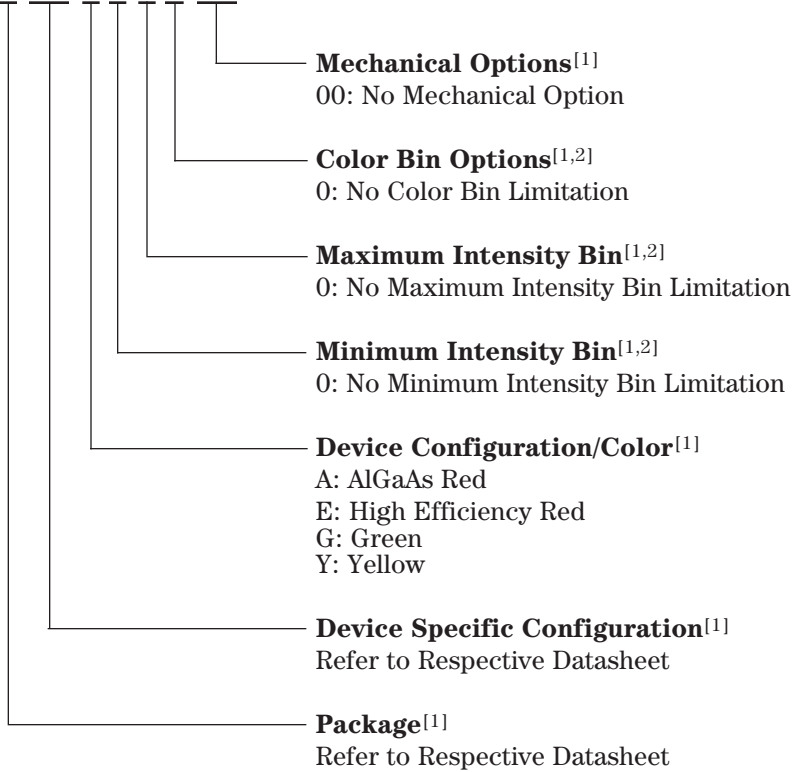 Mechanical Options[1]
00: No Mechanical Option
Color Bin Options[1,2]
0: No Color Bin Limitation
Maximum Intensity Bin[1,2]
0: No Maximum Intensity Bin Limitation
Minimum Intensity Bin[1,2]
0: No Minimum Intensity Bin Limitation
Device Configuration/Color[1]
A: AlGaAs Red
E: High Efficiency Red
G: Green
Y: Yellow
Device Specific Configuration[1]
Refer to Respective Datasheet
Package[1]
Refer to Respective Datasheet